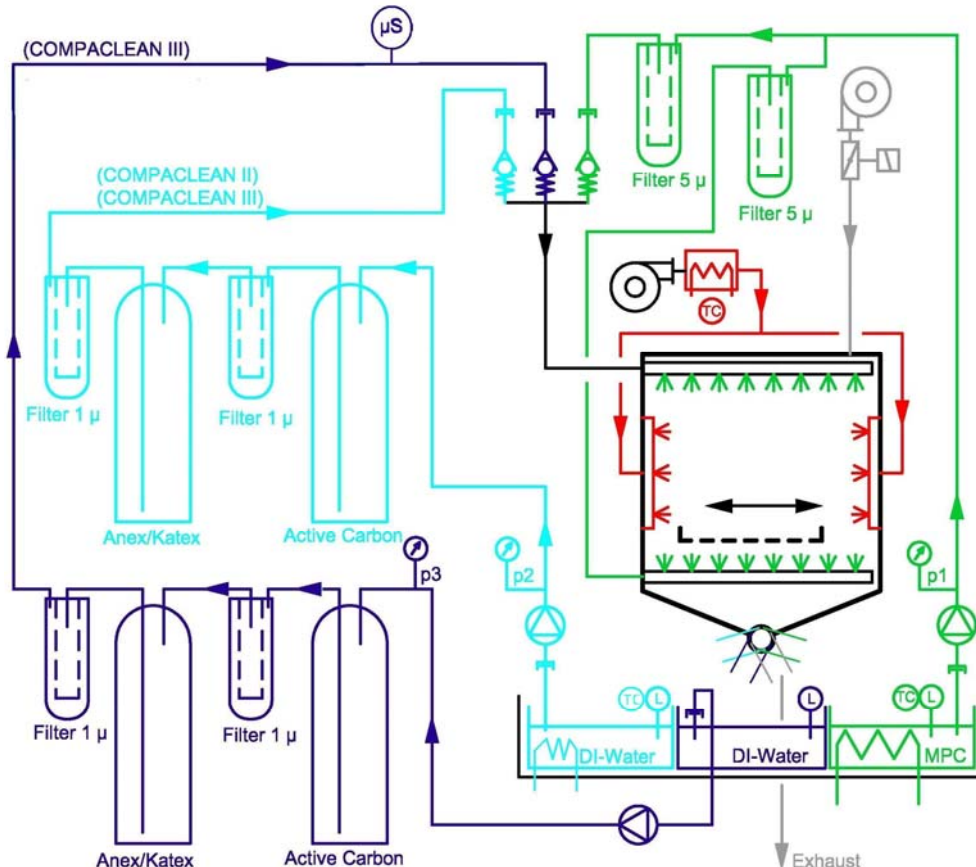 (COMPACLEAN III)
µS
(COMPACLEAN II)
(COMPACLEAN III)
Filter 5 µ
Filter 5 µ
TC
Filter 1 µ
Filter 1 µ
Anex/Katex
Active Carbon
p3
p2
p1
TC
L
L
TC
L
Filter 1 µ
Filter 1 µ
DI-Water
DI-Water
MPC
Anex/Katex
Active Carbon
Exhaust